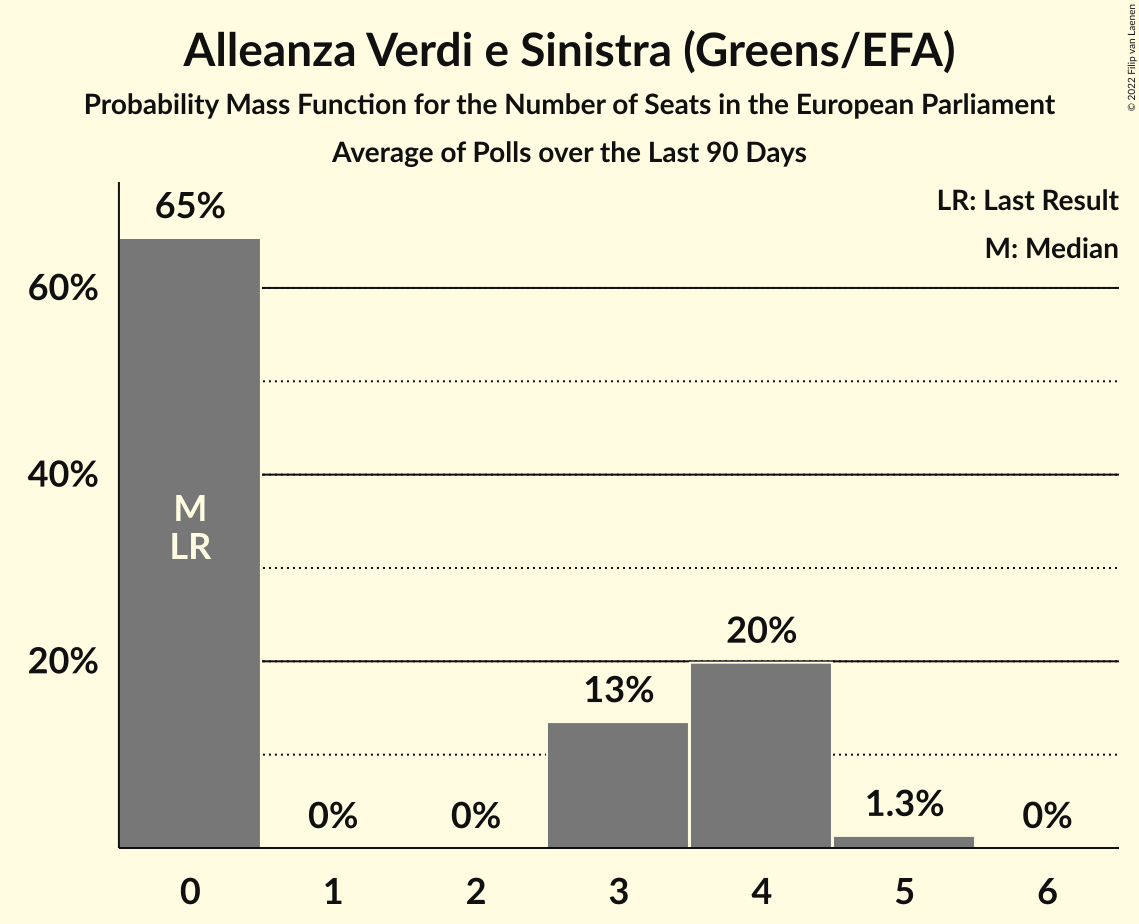 Alleanza Verdi e Sinistra (Greens/EFA)
Probability Mass Function for the Number of Seats in the European Parliament
Average of Polls over the Last 90 Days
© 2022 Filip van Laenen
LR: Last Result
M: Median
65%
60%
40%
20%
M
LR
0%
0%
13%
20%
1.3%
0%
0
1
2
3
4
5
6